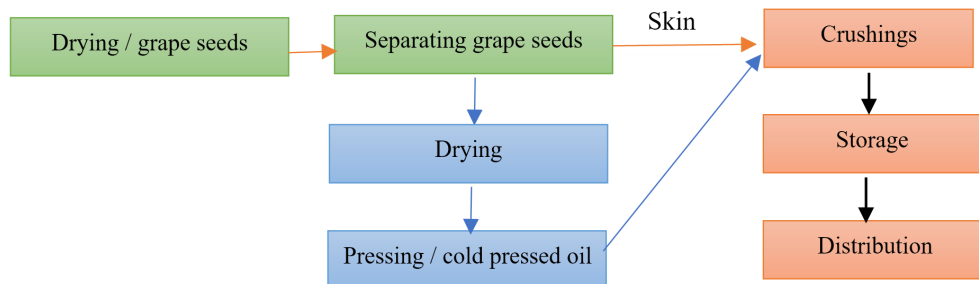 Drying / grape seeds
Separating grape seeds
Skin
Crushings
Drying
Storage
Pressing / cold pressed oil
Distribution